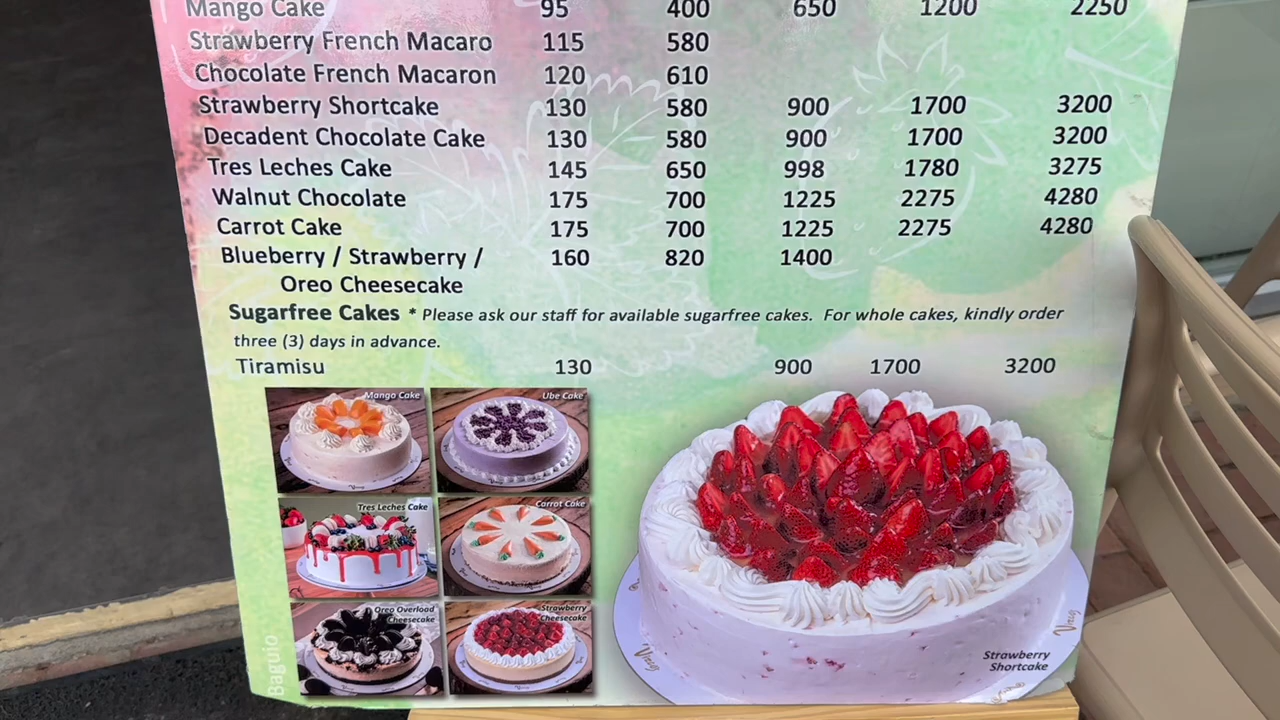 Mango Cake 95 400 650 1200 2250
Strawberry French Macaro 115 580
Chocolate French Macaron 120 610
Strawberry Shortcake 130 580 900 1700 3200
Decadent Chocolate Cake 130 580 900 1700 3200
Tres Leches Cake 145 650 998 1780 3275
Walnut Chocolate 175 700 1225 2275 4280
Carrot Cake 175 700 1225 2275 4280
Blueberry / Strawberry / 160 820 1400
Oreo Cheesecake
Sugarfree Cakes * Please ask our staff for available sugarfree cakes. For whole cakes, kindly order
three (3) days in advance.
Tiramisu 130 900 1700 3200
Mango Cake
Ube Cake
Tres Leches Cake
Carrot Cake
Oreo Overload
Cheesecake
Strawberry
Cheesecake
Strawberry
Shortcake
Baguio